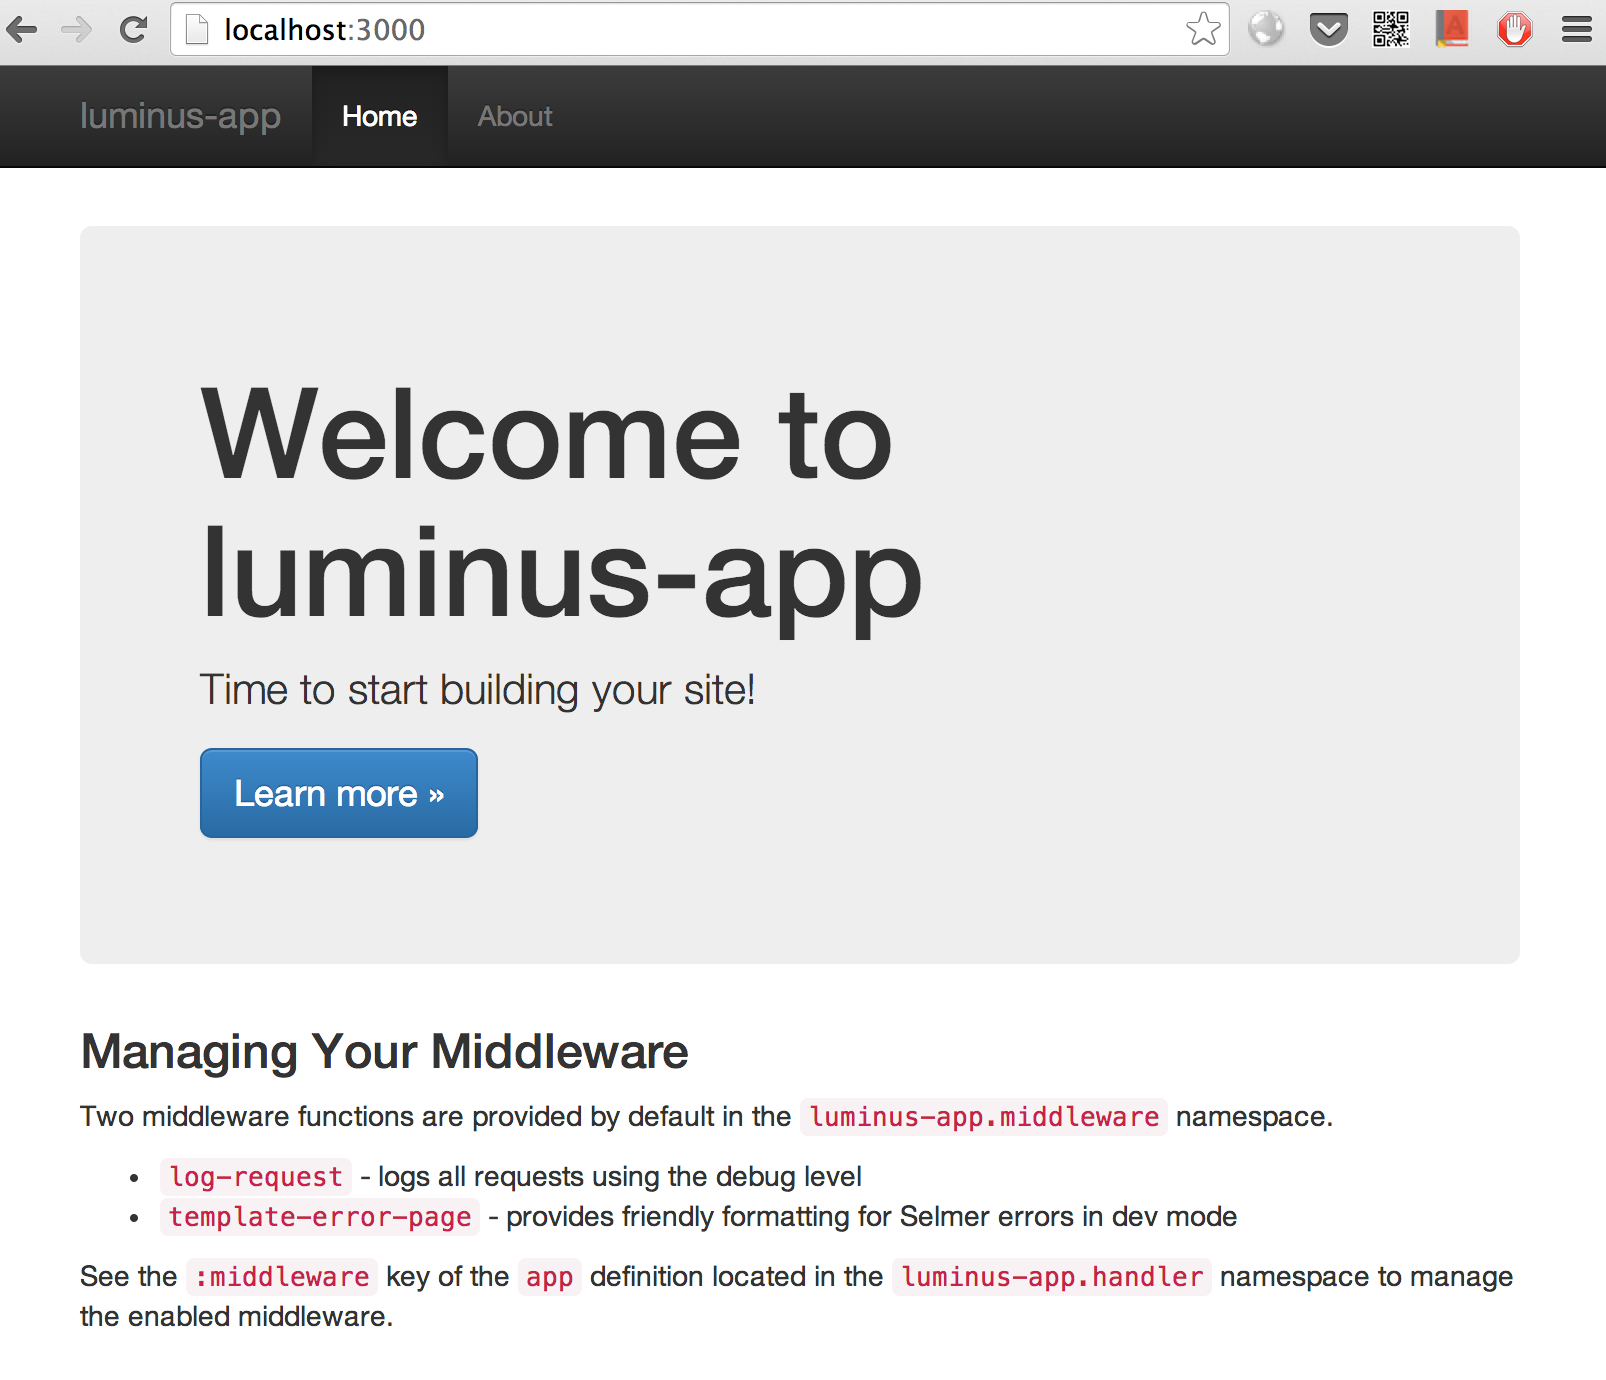 localhost:3000
luminus-app Home About
Welcome to
luminus-app
Time to start building your site!
Learn more »
Managing Your Middleware
Two middleware functions are provided by default in the luminus-app.middleware namespace.
• log-request - logs all requests using the debug level
• template-error-page - provides friendly formatting for Selmer errors in dev mode
See the :middleware key of the app definition located in the luminus-app.handler namespace to manage
the enabled middleware.